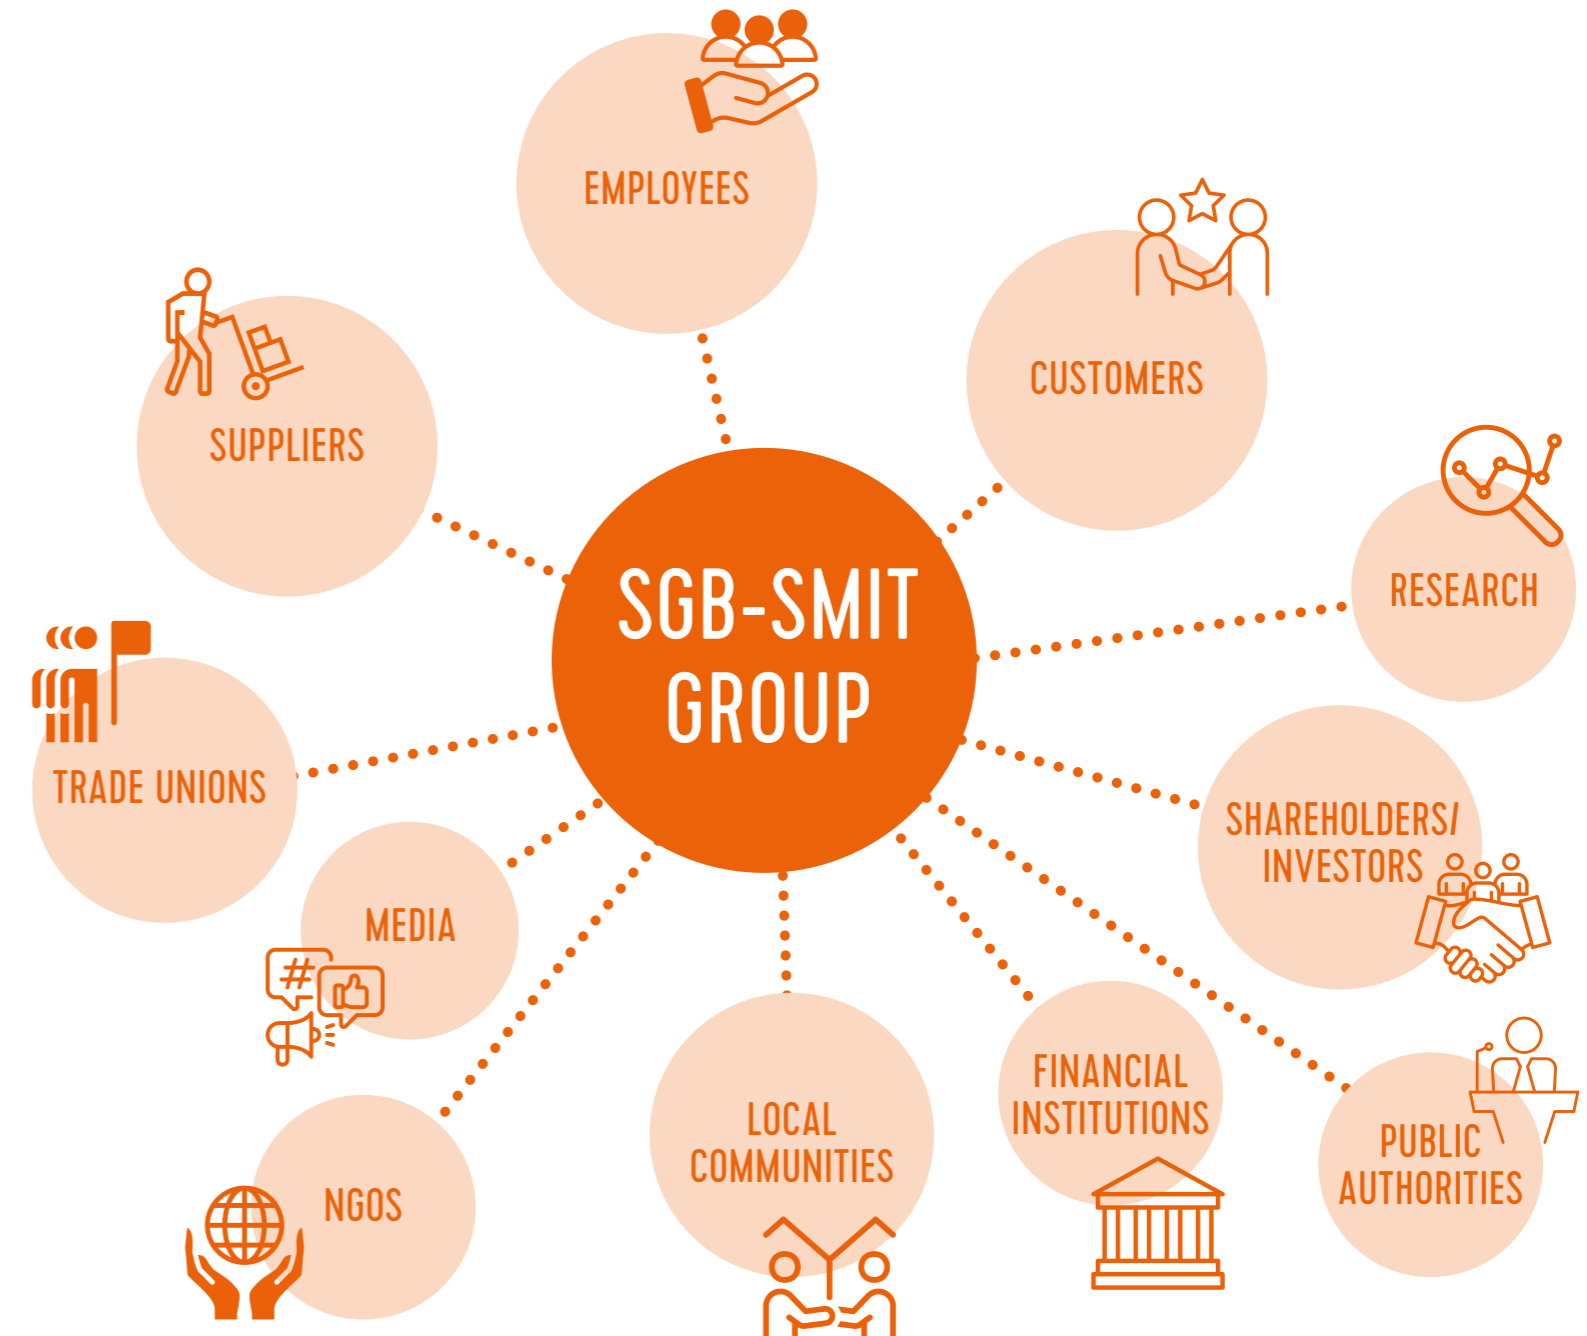 EMPLOYEES
CUSTOMERS
SUPPLIERS
RESEARCH
SGB-SMIT
GROUP
TRADE UNIONS
SHAREHOLDERS/
INVESTORS
MEDIA
#
FINANCIAL
INSTITUTIONS
LOCAL
COMMUNITIES
PUBLIC
AUTHORITIES
NGOS